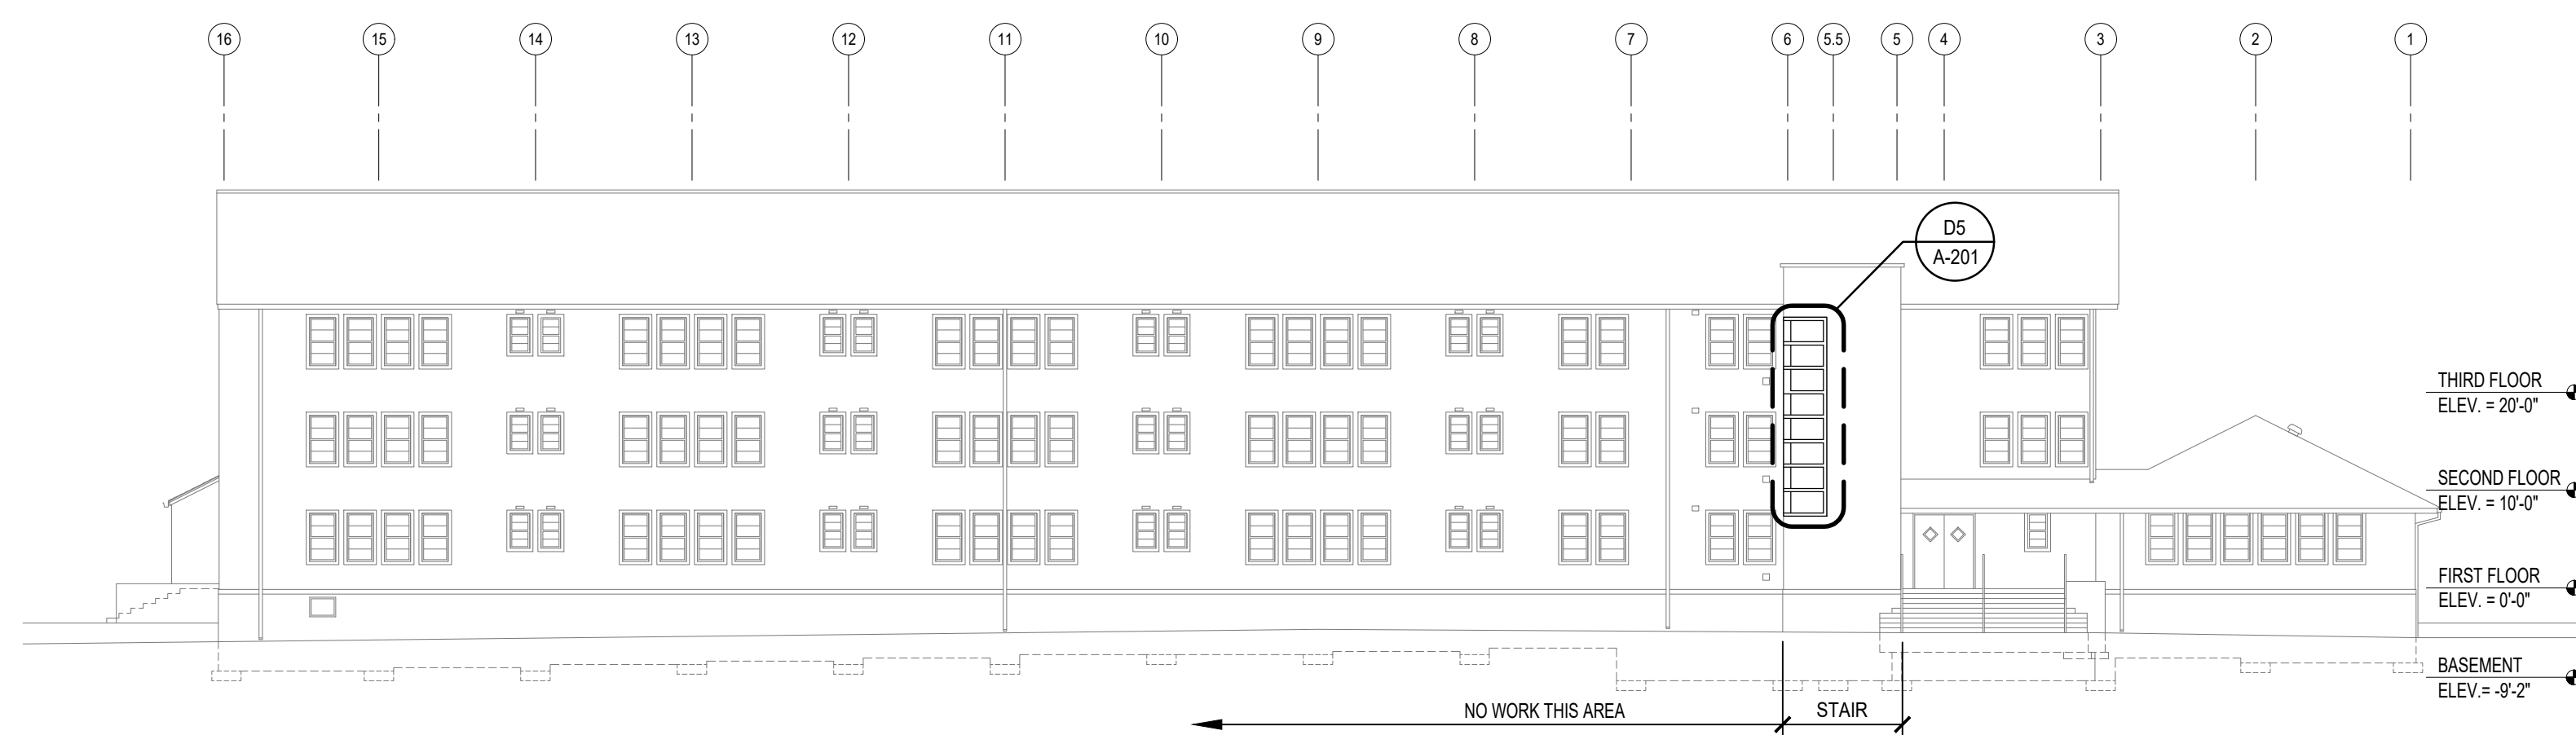 16
15
14
13
12
11
10
9
8
7
6
5.5
5
4
3
2
1
D5
A-201
THIRD FLOOR
ELEV. = 20'-0"
SECOND FLOOR
ELEV. = 10'-0"
FIRST FLOOR
ELEV. = 0'-0"
BASEMENT
ELEV.= -9'-2"
NO WORK THIS AREA
STAIR